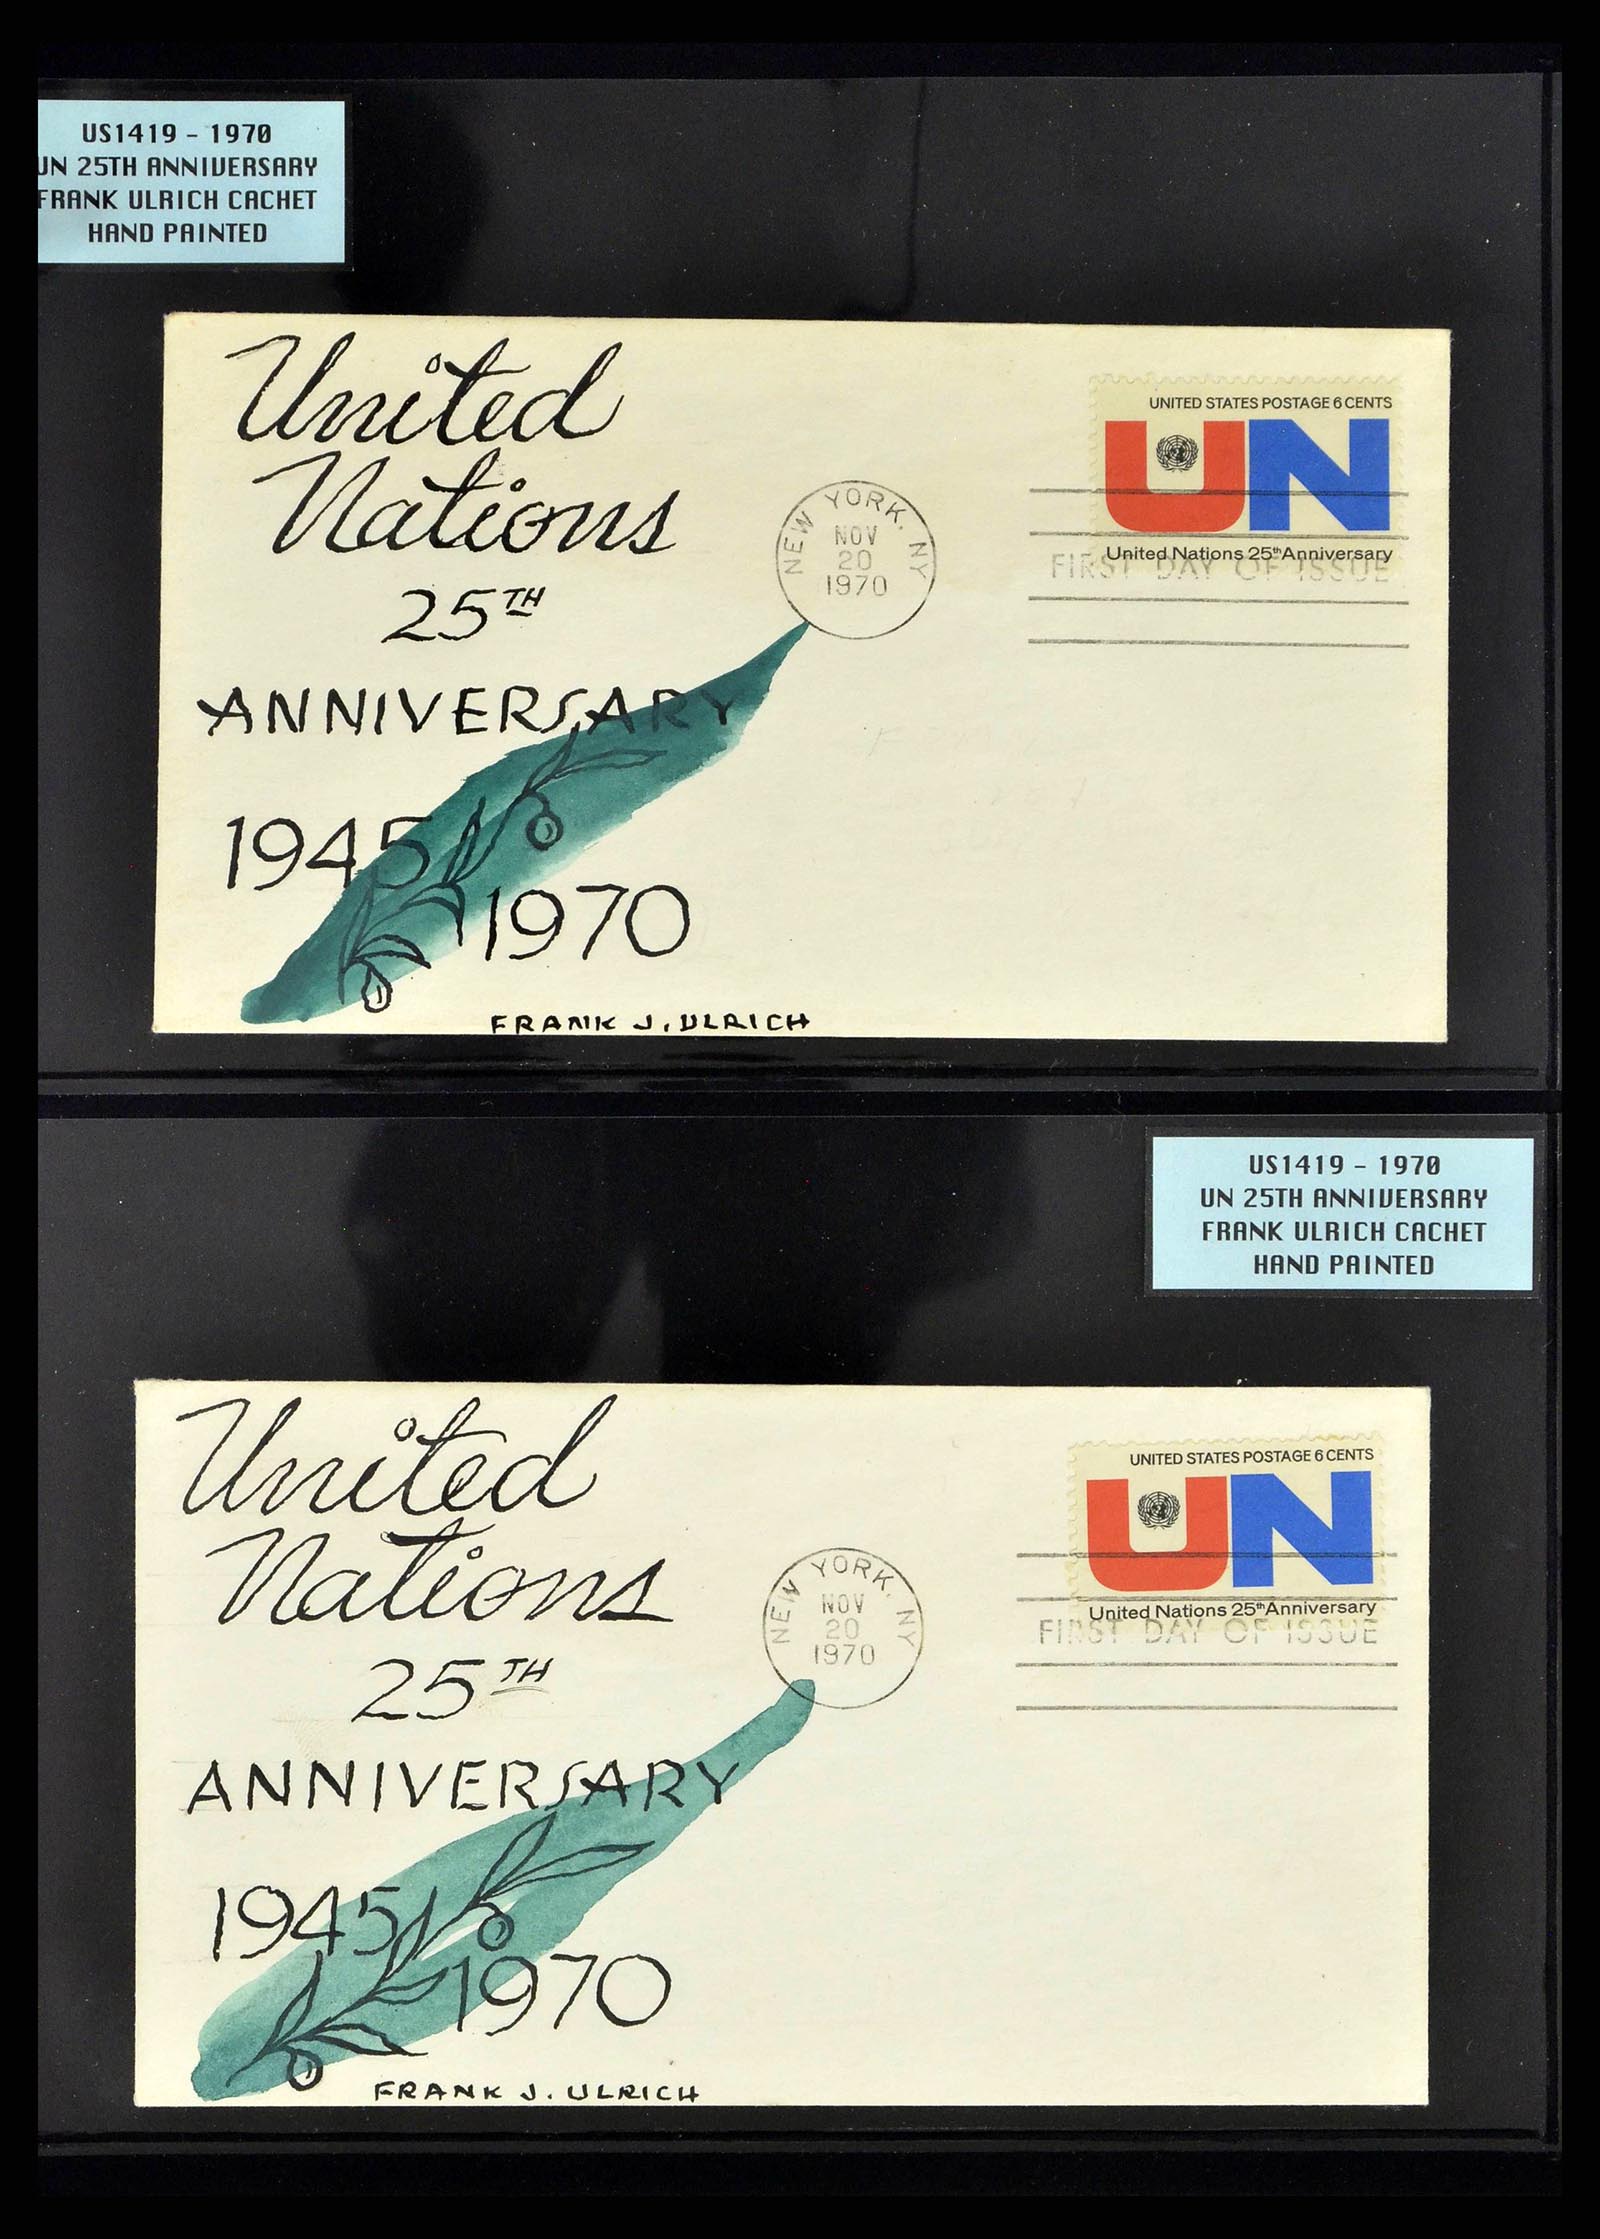 US1419 - 1970
UN 25TH ANNIVERSARY
FRANK ULRICH CACHET
HAND PAINTED
United
Nations
25TH
ANNIVERSARY
1945
1970
FRANK J. ULRICH
NEW YORK, NY
NOV
20
1970
UNITED STATES POSTAGE 6 CENTS
UN
United Nations 25th Anniversary
FIRST DAY OF ISSUE
US1419 - 1970
UN 25TH ANNIVERSARY
FRANK ULRICH CACHET
HAND PAINTED
United
Nations
25TH
ANNIVERSARY
1945
1970
FRANK J. ULRICH
NEW YORK, NY
NOV
20
1970
UNITED STATES POSTAGE 6 CENTS
UN
United Nations 25th Anniversary
FIRST DAY OF ISSUE